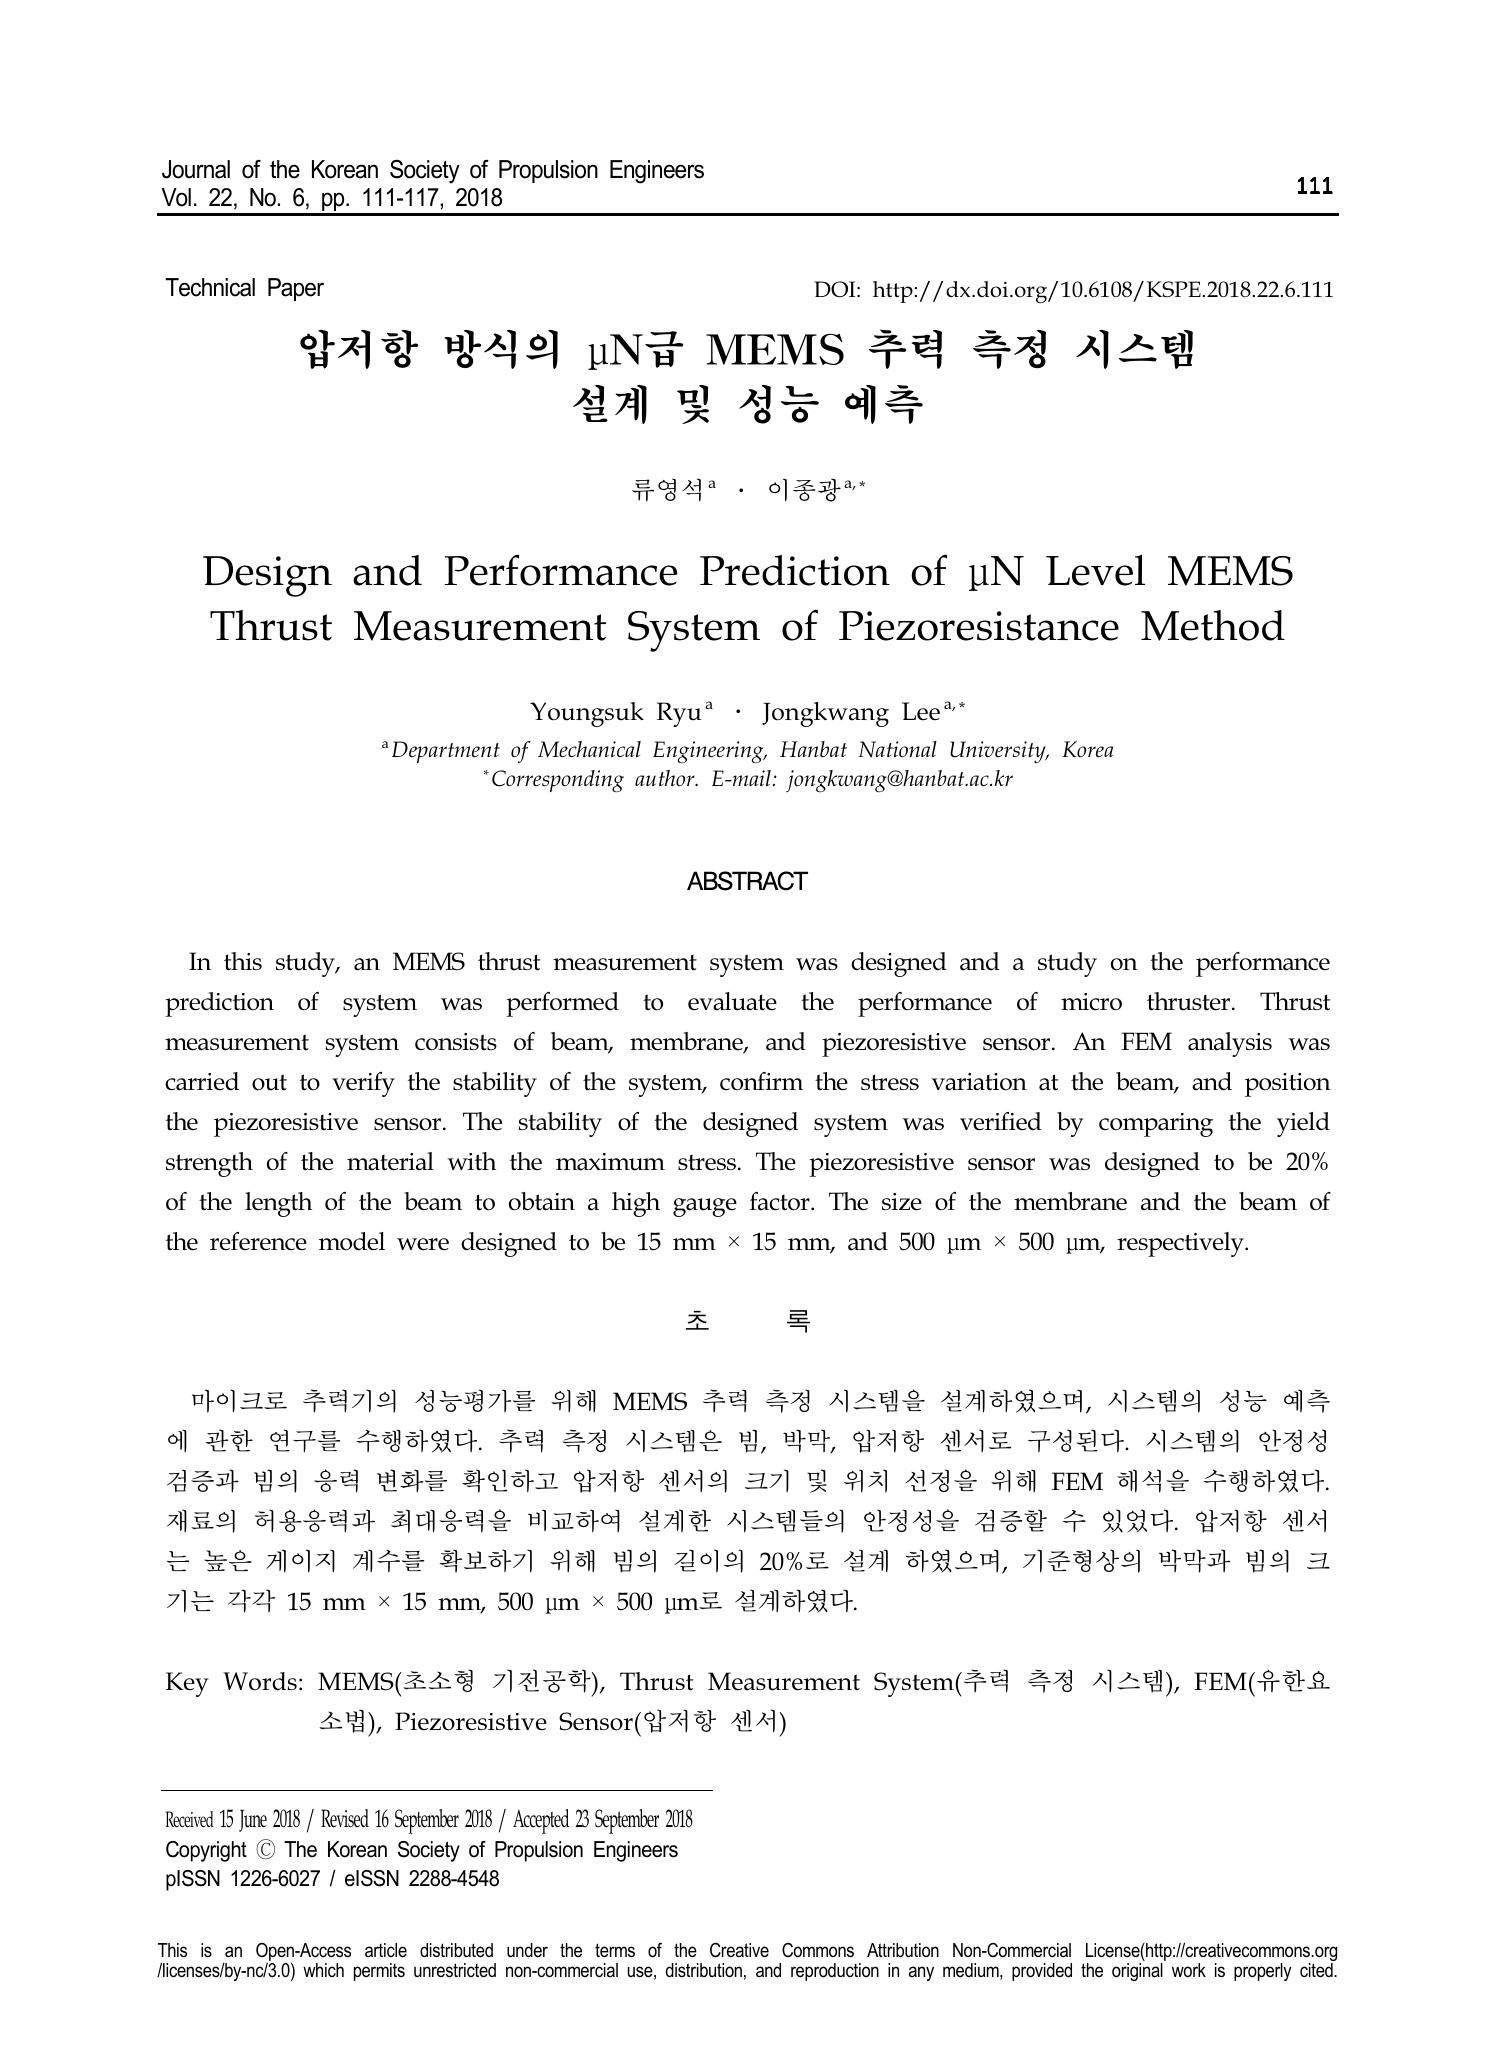 Journal of the Korean Society of Propulsion Engineers
Vol. 22, No. 6, pp. 111-117, 2018
111
Technical Paper
DOI: http://dx.doi.org/10.6108/KSPE.2018.22.6.111
압저항 방식의 μN급 MEMS 추력 측정 시스템
설계 및 성능 예측
류영석ᵃ · 이종광ᵃ,*
Design and Performance Prediction of μN Level MEMS
Thrust Measurement System of Piezoresistance Method
Youngsuk Ryuᵃ · Jongkwang Leeᵃ,*
ᵃDepartment of Mechanical Engineering, Hanbat National University, Korea
*Corresponding author. E-mail: jongkwang@hanbat.ac.kr
ABSTRACT
In this study, an MEMS thrust measurement system was designed and a study on the performance
prediction of system was performed to evaluate the performance of micro thruster. Thrust
measurement system consists of beam, membrane, and piezoresistive sensor. An FEM analysis was
carried out to verify the stability of the system, confirm the stress variation at the beam, and position
the piezoresistive sensor. The stability of the designed system was verified by comparing the yield
strength of the material with the maximum stress. The piezoresistive sensor was designed to be 20%
of the length of the beam to obtain a high gauge factor. The size of the membrane and the beam of
the reference model were designed to be 15 mm × 15 mm, and 500 μm × 500 μm, respectively.
초 록
마이크로 추력기의 성능평가를 위해 MEMS 추력 측정 시스템을 설계하였으며, 시스템의 성능 예측
에 관한 연구를 수행하였다. 추력 측정 시스템은 빔, 박막, 압저항 센서로 구성된다. 시스템의 안정성
검증과 빔의 응력 변화를 확인하고 압저항 센서의 크기 및 위치 선정을 위해 FEM 해석을 수행하였다.
재료의 허용응력과 최대응력을 비교하여 설계한 시스템들의 안정성을 검증할 수 있었다. 압저항 센서
는 높은 게이지 계수를 확보하기 위해 빔의 길이의 20%로 설계 하였으며, 기준형상의 박막과 빔의 크
기는 각각 15 mm × 15 mm, 500 μm × 500 μm로 설계하였다.
Key Words: MEMS(초소형 기전공학), Thrust Measurement System(추력 측정 시스템), FEM(유한요
소법), Piezoresistive Sensor(압저항 센서)
Received 15 June 2018 / Revised 16 September 2018 / Accepted 23 September 2018
Copyright Ⓒ The Korean Society of Propulsion Engineers
pISSN 1226-6027 / eISSN 2288-4548
This is an Open-Access article distributed under the terms of the Creative Commons Attribution Non-Commercial License(http://creativecommons.org
/licenses/by-nc/3.0) which permits unrestricted non-commercial use, distribution, and reproduction in any medium, provided the original work is properly cited.